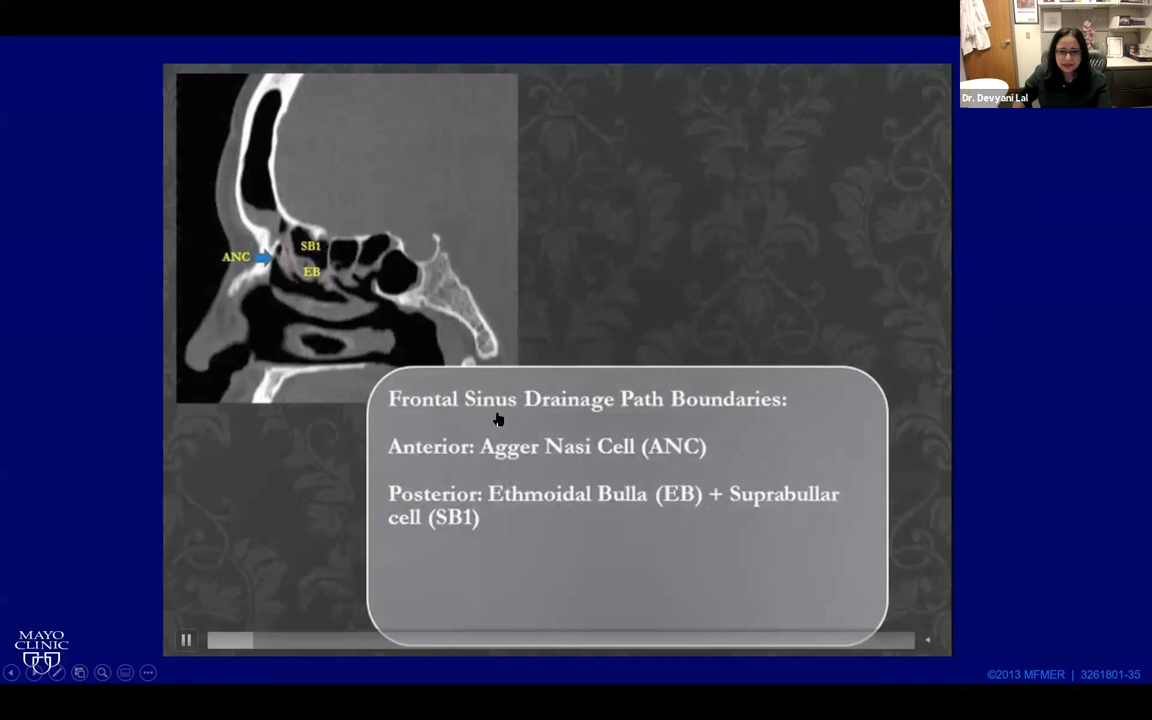 Dr. Devyani Lal
SB1
ANC
EB
Frontal Sinus Drainage Path Boundaries:
Anterior: Agger Nasi Cell (ANC)
Posterior: Ethmoidal Bulla (EB) + Suprabullar
cell (SB1)
MAYO
CLINIC
©2013 MFMER | 3261801-35